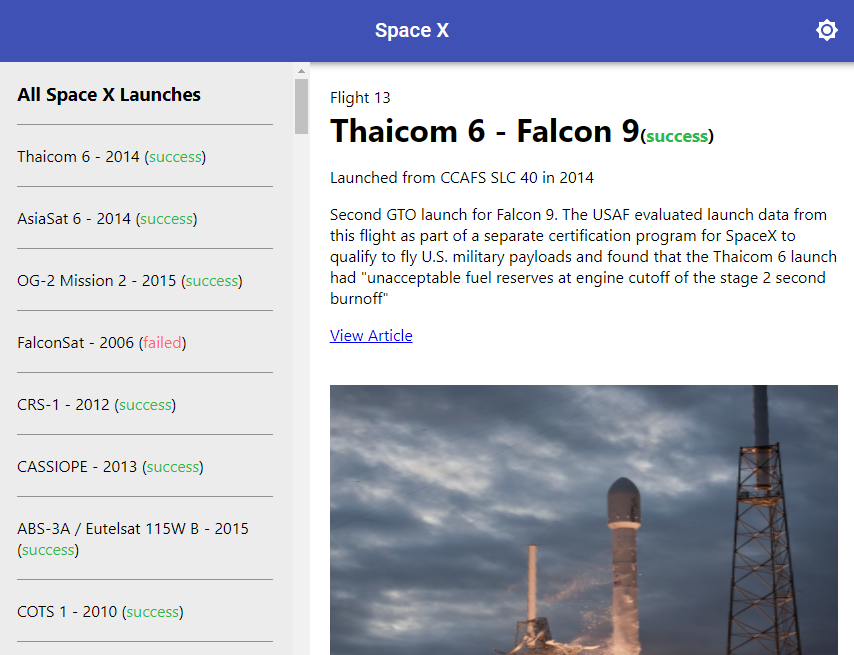 Space X
All Space X Launches
Thaicom 6 - 2014 (success)
AsiaSat 6 - 2014 (success)
OG-2 Mission 2 - 2015 (success)
FalconSat - 2006 (failed)
CRS-1 - 2012 (success)
CASSIOPE - 2013 (success)
ABS-3A / Eutelsat 115W B - 2015
(success)
COTS 1 - 2010 (success)
Flight 13
Thaicom 6 - Falcon 9(success)
Launched from CCAFS SLC 40 in 2014
Second GTO launch for Falcon 9. The USAF evaluated launch data from
this flight as part of a separate certification program for SpaceX to
qualify to fly U.S. military payloads and found that the Thaicom 6 launch
had "unacceptable fuel reserves at engine cutoff of the stage 2 second
burnoff"
View Article